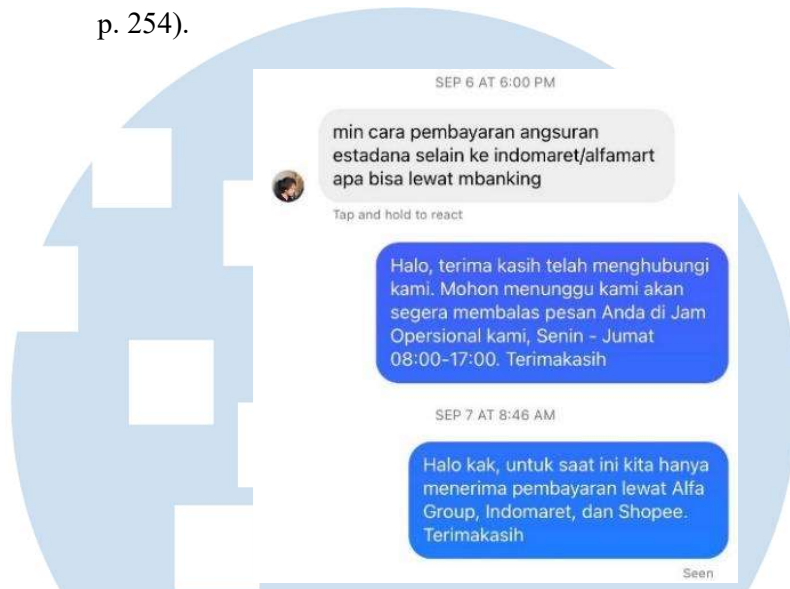 p. 254).
SEP 6 AT 6:00 PM
min cara pembayaran angsuran
estadana selain ke indomaret/alfamart
apa bisa lewat mbanking
Tap and hold to react
Halo, terima kasih telah menghubungi
kami. Mohon menunggu kami akan
segera membalas pesan Anda di Jam
Opersional kami, Senin - Jumat
08:00-17:00. Terimakasih
SEP 7 AT 8:46 AM
Halo kak, untuk saat ini kita hanya
menerima pembayaran lewat Alfa
Group, Indomaret, dan Shopee.
Terimakasih
Seen